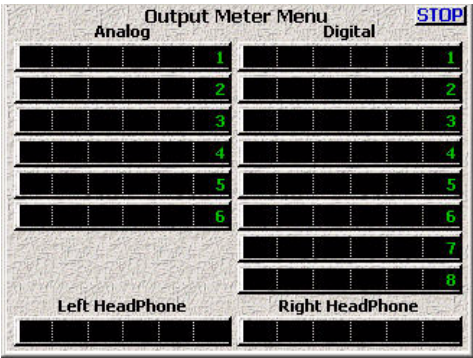 Output Meter Menu STOP
Analog Digital
1 1
2 2
3 3
4 4
5 5
6 6
7
8
Left HeadPhone Right HeadPhone